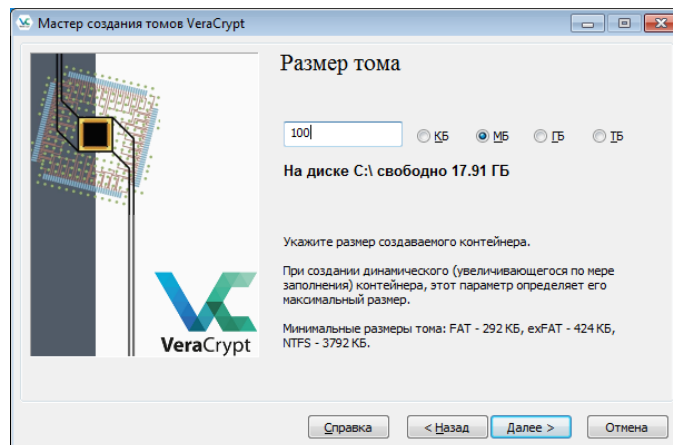 Мастер создания томов VeraCrypt
Размер тома
100
КБ МБ ГБ ТБ
На диске C:\ свободно 17.91 ГБ
Укажите размер создаваемого контейнера.
При создании динамического (увеличивающегося по мере
заполнения) контейнера, этот параметр определяет его
максимальный размер.
Минимальные размеры тома: FAT - 292 КБ, exFAT - 424 КБ,
NTFS - 3792 КБ.
VeraCrypt
Справка < Назад Далее > Отмена